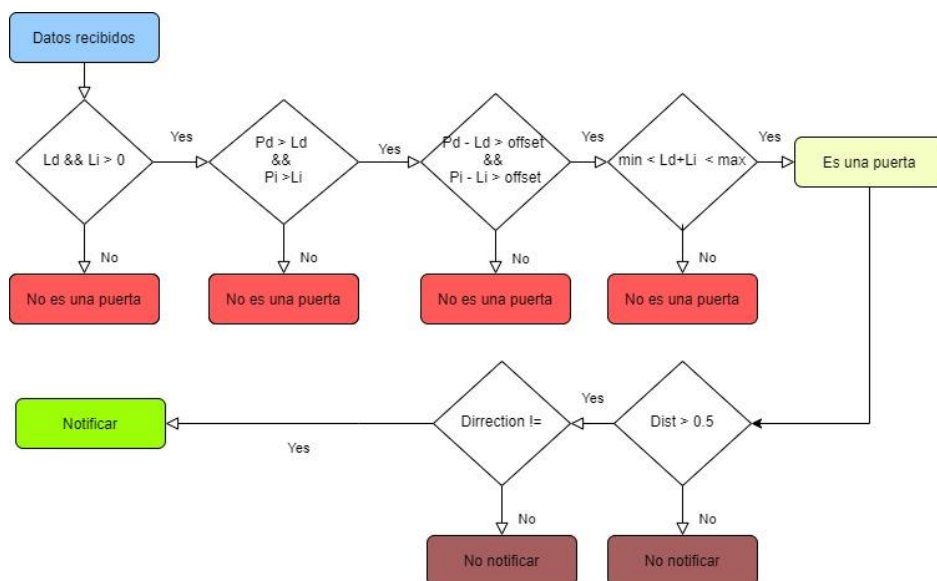 Datos recibidos
Ld && Li > 0
Yes
Pd > Ld
&&
Pi >Li
Yes
Pd - Ld > offset
&&
Pi - Li > offset
Yes
min < Ld+Li < max
Yes
Es una puerta
No
No
No
No
No es una puerta
No es una puerta
No es una puerta
No es una puerta
Notificar
Yes
Dirrection !=
Yes
Dist > 0.5
No
No
No notificar
No notificar